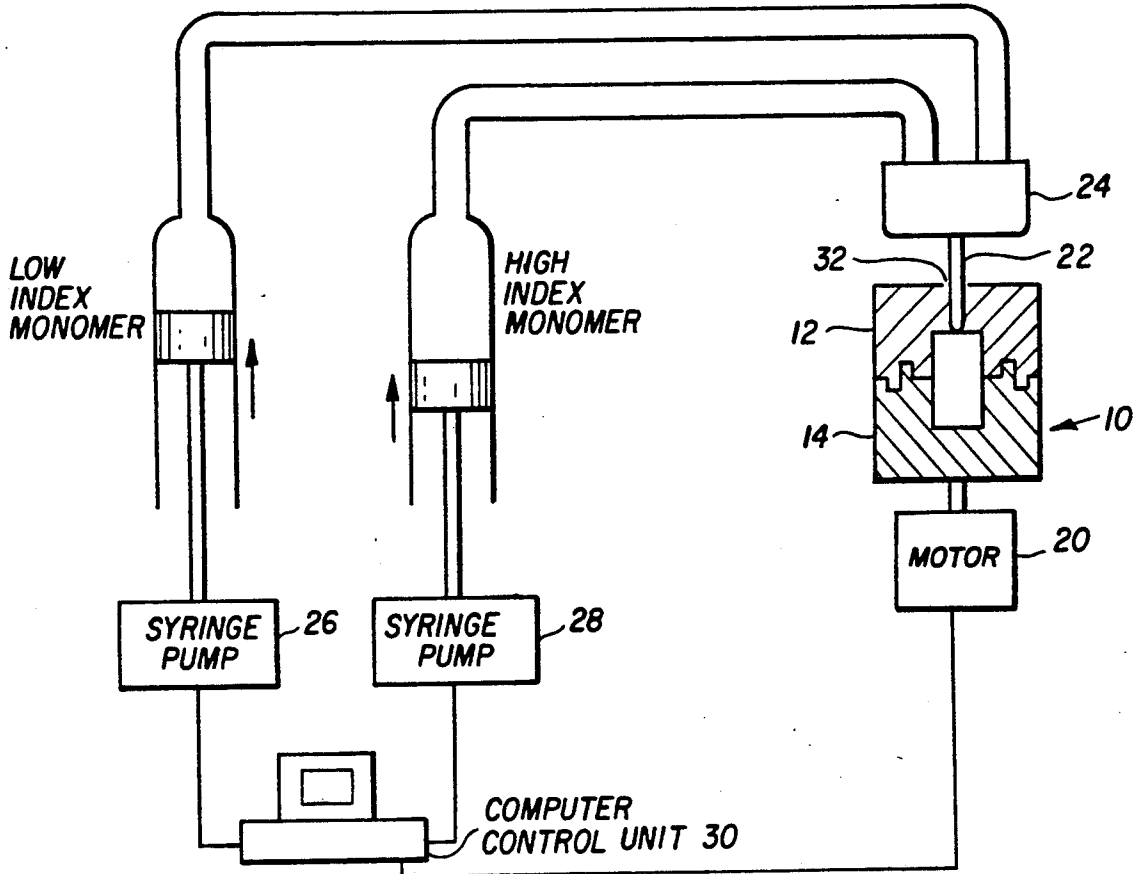 LOW
INDEX
MONOMER
HIGH
INDEX
MONOMER
24
32
22
12
14
10
MOTOR
20
SYRINGE
PUMP
26
SYRINGE
PUMP
28
COMPUTER
CONTROL UNIT 30